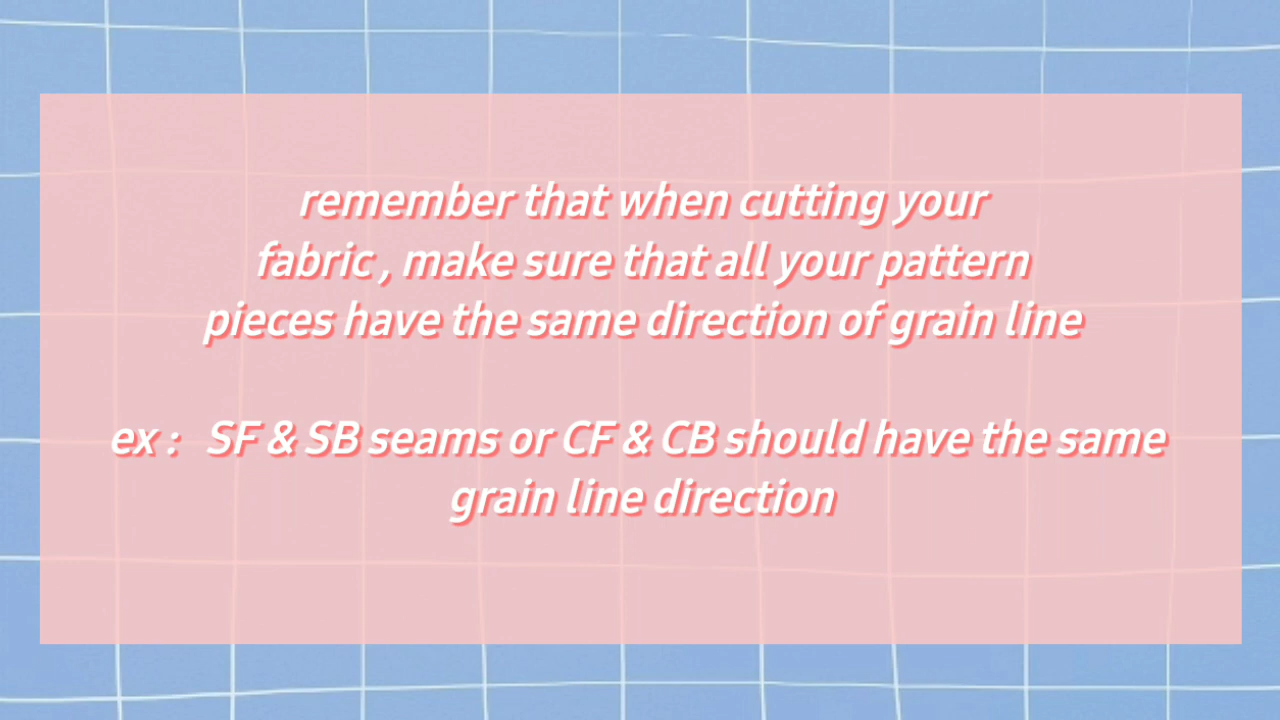 remember that when cutting your
fabric , make sure that all your pattern
pieces have the same direction of grain line
ex : SF & SB seams or CF & CB should have the same
grain line direction